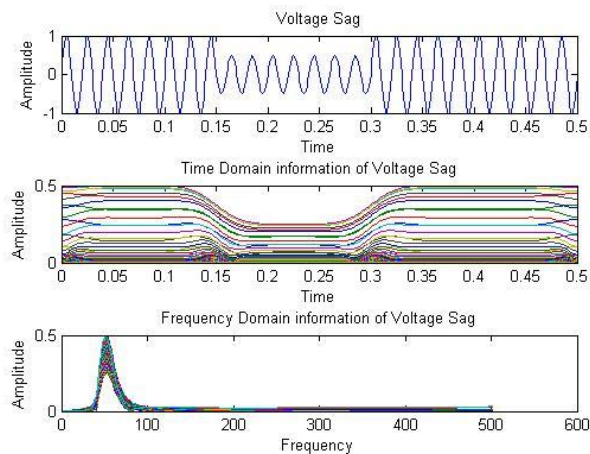 Voltage Sag
1
0
-1
Amplitude
0 0.05 0.1 0.15 0.2 0.25 0.3 0.35 0.4 0.45 0.5
Time
Time Domain information of Voltage Sag
0.5
0
Amplitude
0 0.05 0.1 0.15 0.2 0.25 0.3 0.35 0.4 0.45 0.5
Time
Frequency Domain information of Voltage Sag
0.5
0
Amplitude
0 100 200 300 400 500 600
Frequency